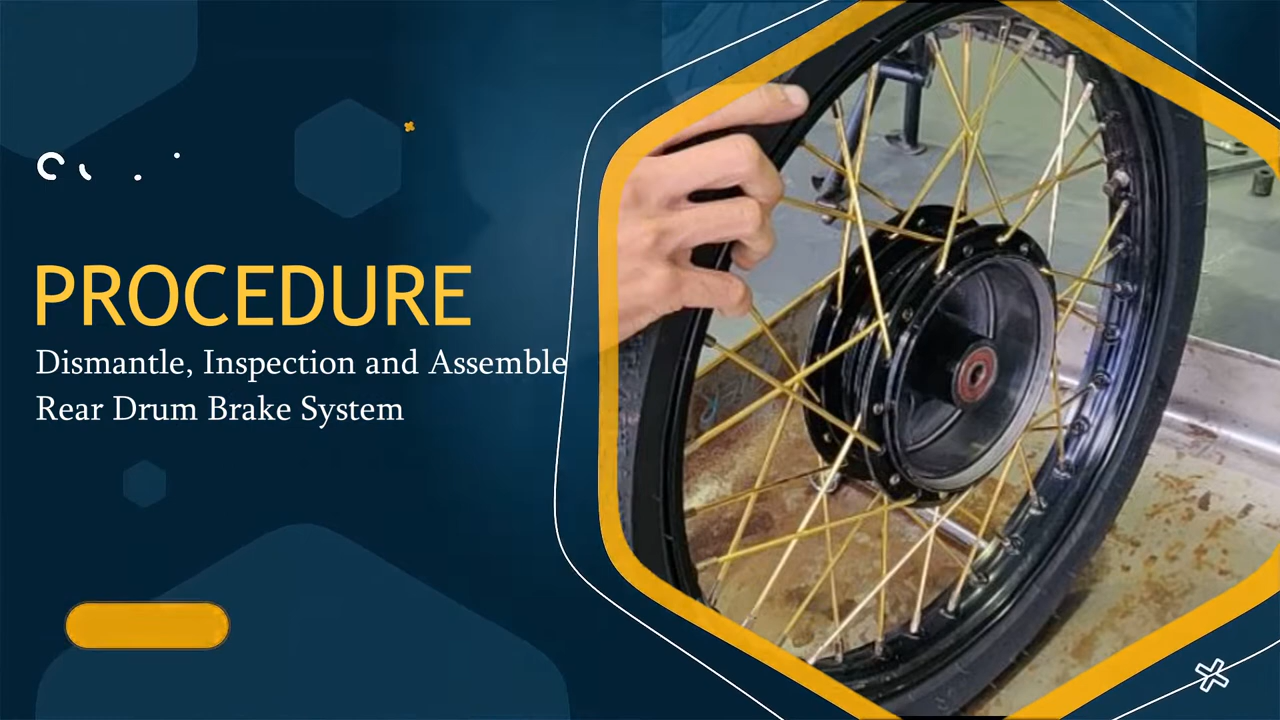 PROCEDURE
Dismantle, Inspection and Assemble
Rear Drum Brake System